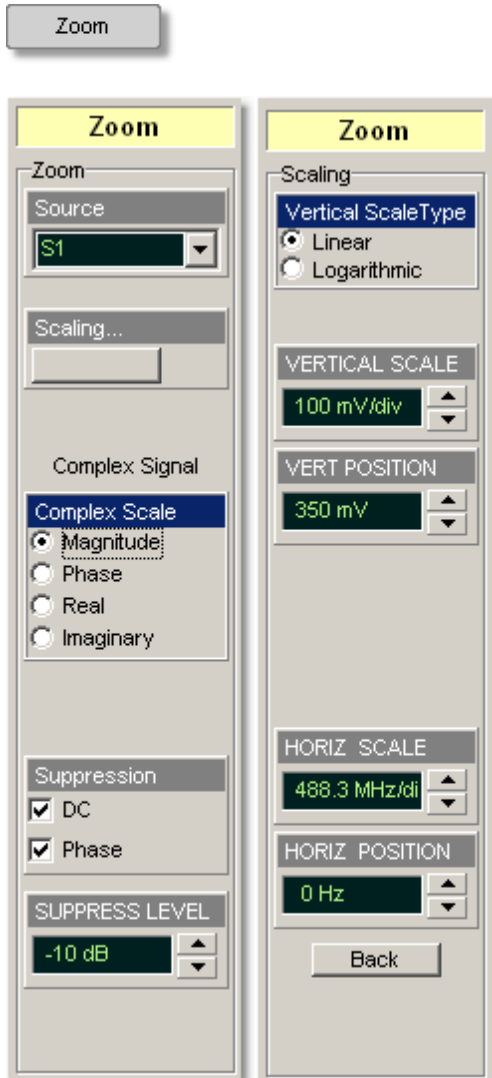 Zoom
Zoom
Zoom
Source
S1
Scaling...
Complex Signal
Complex Scale
Magnitude
Phase
Real
Imaginary
Suppression
DC
Phase
SUPPRESS LEVEL
-10 dB
Zoom
Scaling
Vertical ScaleType
Linear
Logarithmic
VERTICAL SCALE
100 mV/div
VERT POSITION
350 mV
HORIZ SCALE
488.3 MHz/di
HORIZ POSITION
0 Hz
Back